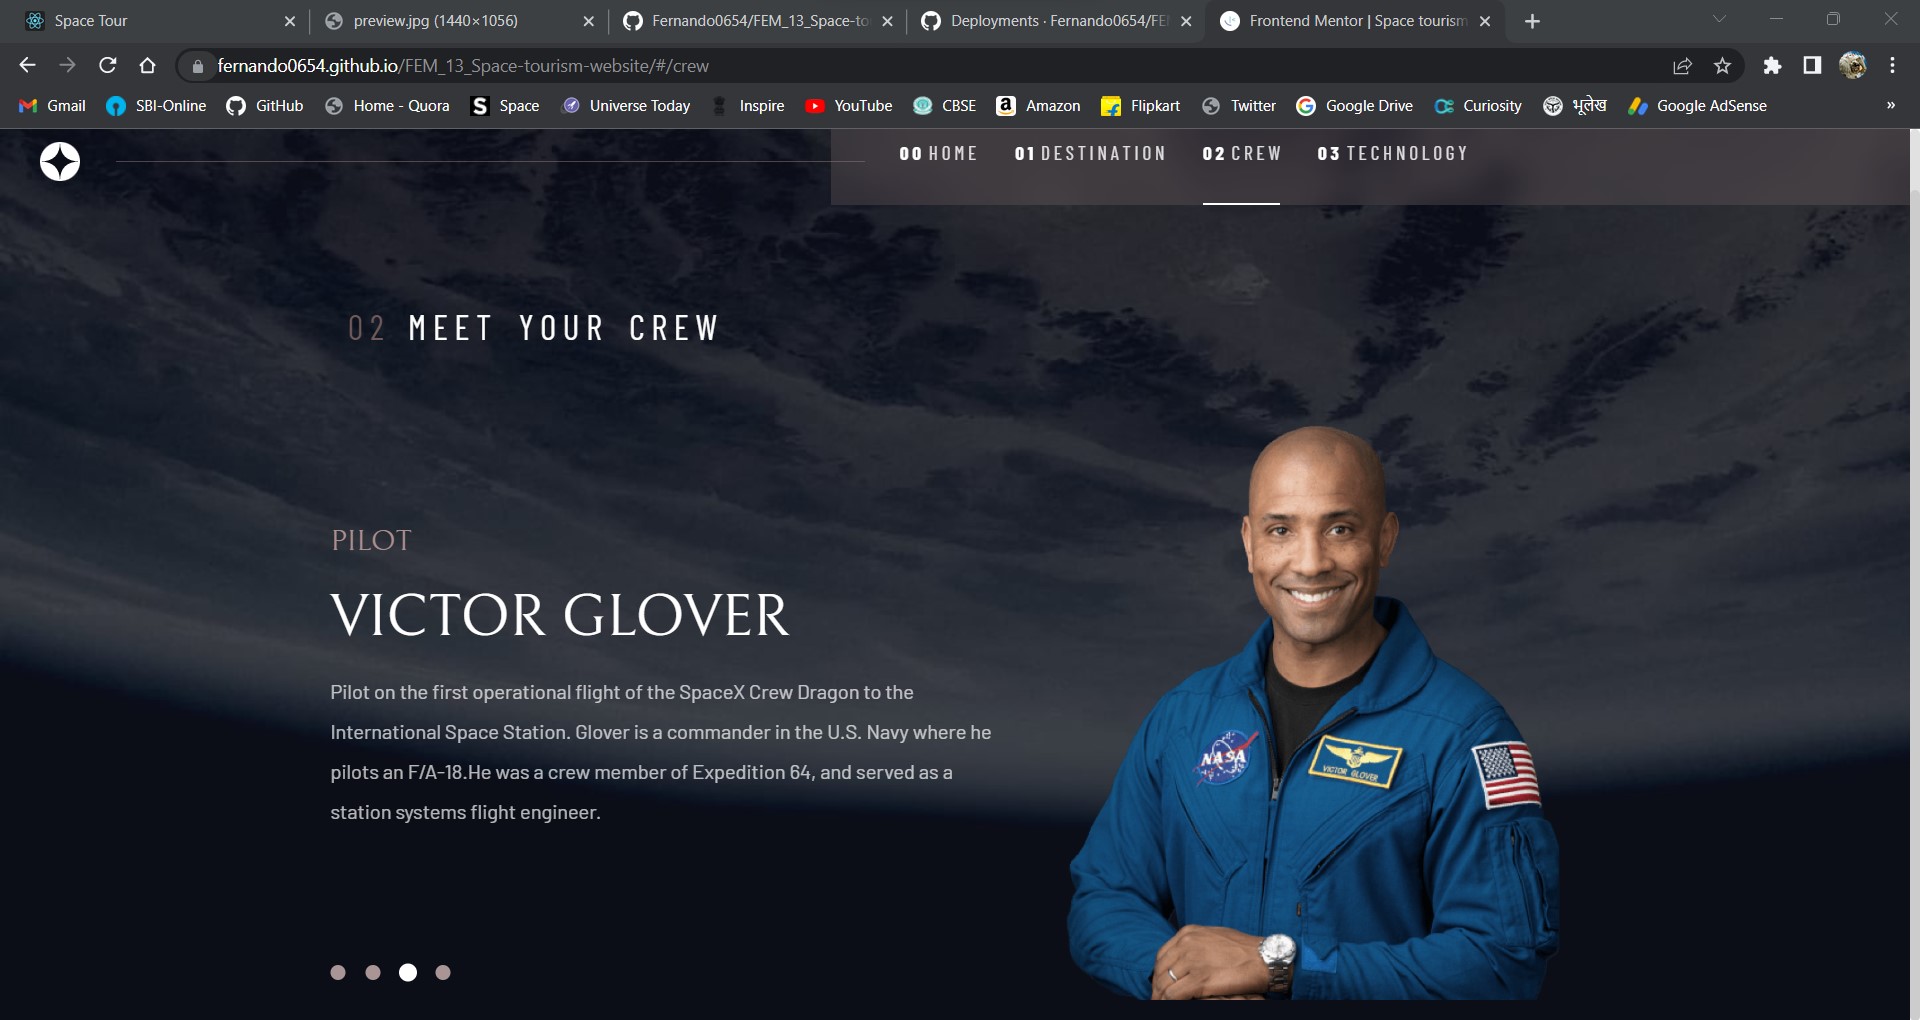 Space Tour
preview.jpg (1440×1056)
Fernando0654/FEM_13_Space-to
Deployments · Fernando0654/FE
Frontend Mentor | Space tourism
fernando0654.github.io/FEM_13_Space-tourism-website/#/crew
Gmail SBI-Online GitHub Home - Quora Space Universe Today Inspire YouTube CBSE Amazon Flipkart Twitter Google Drive Curiosity भूलेख Google AdSense »
00 HOME 01 DESTINATION 02 CREW 03 TECHNOLOGY
02 MEET YOUR CREW
PILOT
VICTOR GLOVER
Pilot on the first operational flight of the SpaceX Crew Dragon to the
International Space Station. Glover is a commander in the U.S. Navy where he
pilots an F/A-18.He was a crew member of Expedition 64, and served as a
station systems flight engineer.
NASA
VICTOR GLOVER